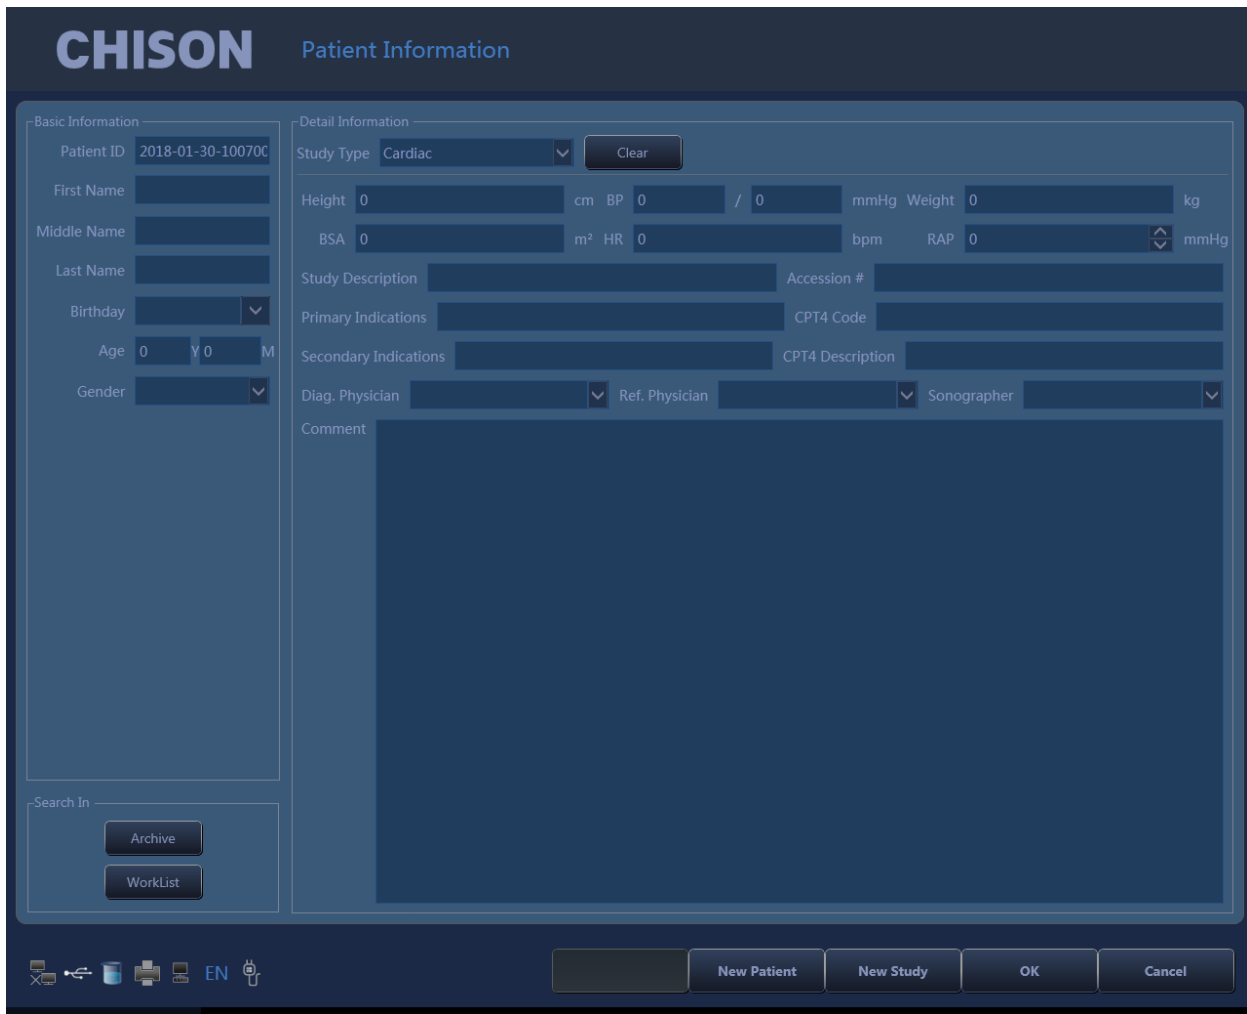 CHISON Patient Information
Basic Information
Patient ID 2018-01-30-10070
First Name
Middle Name
Last Name
Birthday
Age 0 Y 0 M
Gender
Search In
Archive
WorkList
Detail Information
Study Type Cardiac Clear
Height 0 cm BP 0 / 0 mmHg Weight 0 kg
BSA 0 m² HR 0 bpm RAP 0 mmHg
Study Description Accession #
Primary Indications CPT4 Code
Secondary Indications CPT4 Description
Diag. Physician Ref. Physician Sonographer
Comment
EN New Patient New Study OK Cancel